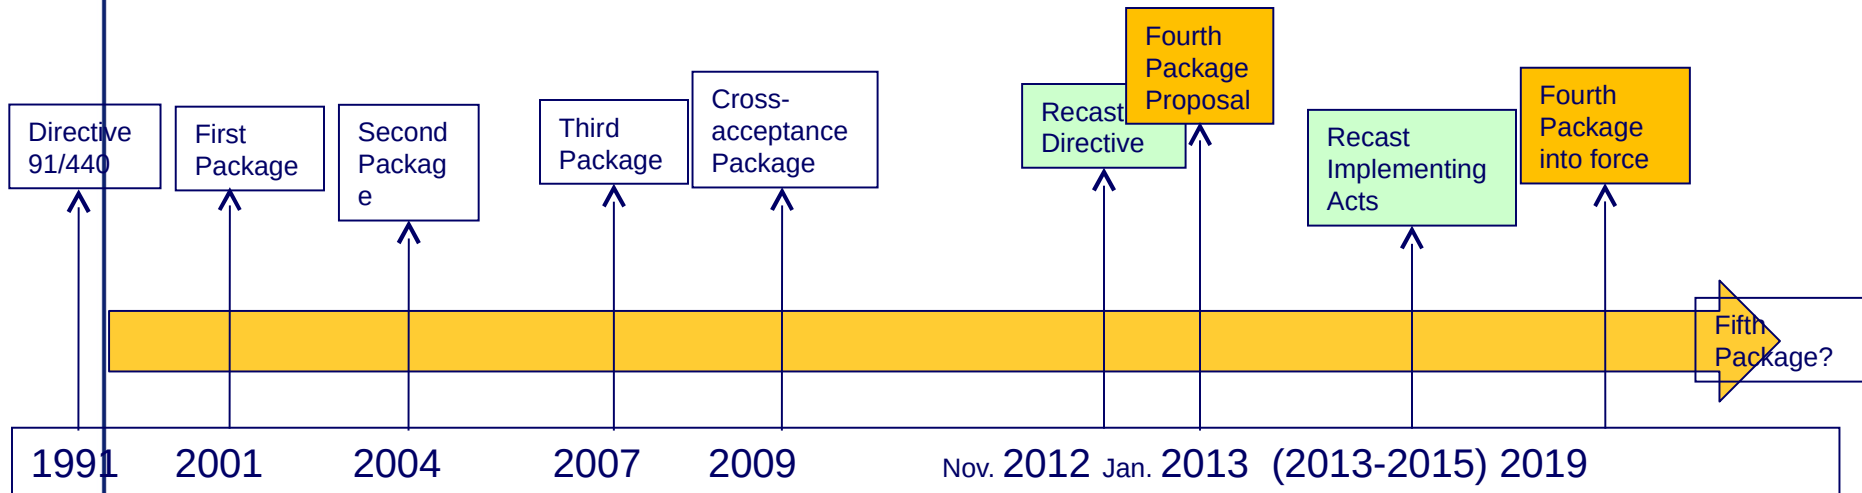 Directive
91/440
First
Package
Second
Packag
e
Third
Package
Cross-
acceptance
Package
Recast
Directive
Fourth
Package
Proposal
Recast
Implementing
Acts
Fourth
Package
into force
Fifth
Package?
1991 2001 2004 2007 2009 Nov. 2012 Jan. 2013 (2013-2015) 2019